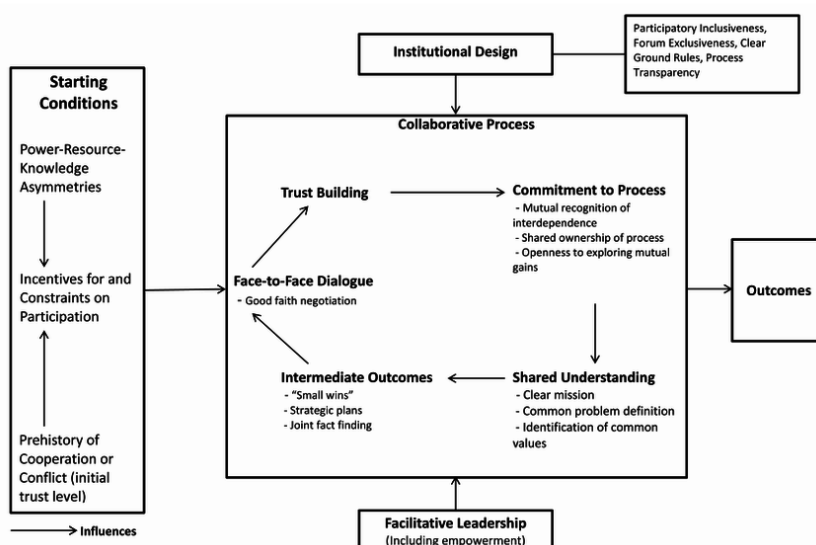 Institutional Design
Participatory Inclusiveness,
Forum Exclusiveness, Clear
Ground Rules, Process
Transparency
Starting
Conditions
Power-Resource-
Knowledge
Asymmetries
Incentives for and
Constraints on
Participation
Prehistory of
Cooperation or
Conflict (initial
trust level)
Influences
Collaborative Process
Trust Building
Commitment to Process
- Mutual recognition of
interdependence
- Shared ownership of process
- Openness to exploring mutual
gains
Face-to-Face Dialogue
- Good faith negotiation
Intermediate Outcomes
- “Small wins”
- Strategic plans
- Joint fact finding
Shared Understanding
- Clear mission
- Common problem definition
- Identification of common
values
Outcomes
Facilitative Leadership
(Including empowerment)